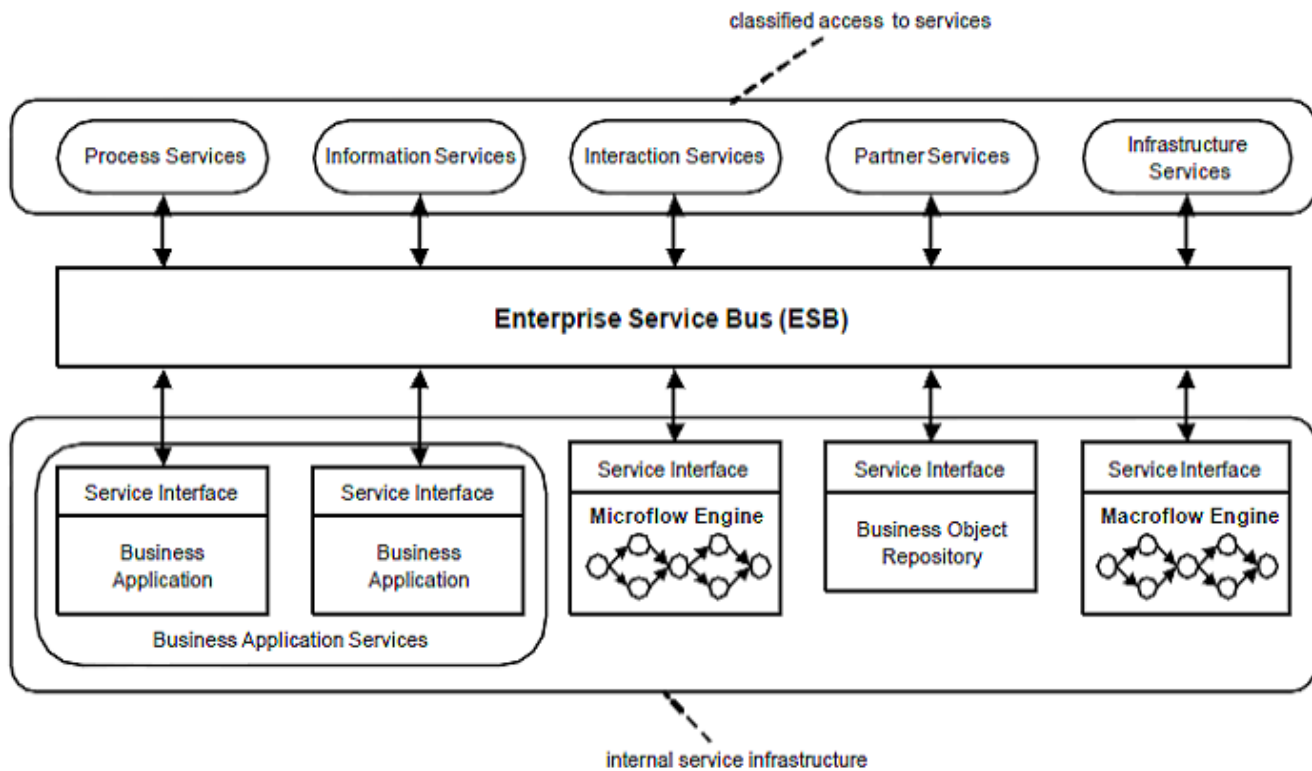 classified access to services
Process Services
Information Services
Interaction Services
Partner Services
Infrastructure
Services
Enterprise Service Bus (ESB)
Service Interface
Business
Application
Service Interface
Business
Application
Business Application Services
Service Interface
Microflow Engine
Service Interface
Business Object
Repository
Service Interface
Macroflow Engine
internal service infrastructure